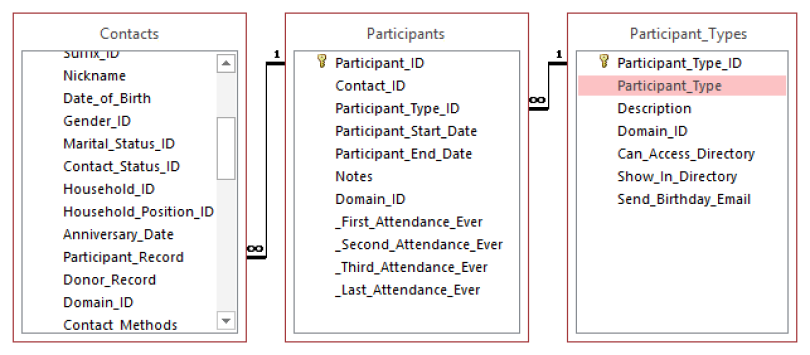 Contacts
Suffix_ID
Nickname
Date_of_Birth
Gender_ID
Marital_Status_ID
Contact_Status_ID
Household_ID
Household_Position_ID
Anniversary_Date
Participant_Record
Donor_Record
Domain_ID
Contact_Methods
1
∞
Participants
Participant_ID
Contact_ID
Participant_Type_ID
Participant_Start_Date
Participant_End_Date
Notes
Domain_ID
_First_Attendance_Ever
_Second_Attendance_Ever
_Third_Attendance_Ever
_Last_Attendance_Ever
1
∞
Participant_Types
Participant_Type_ID
Participant_Type
Description
Domain_ID
Can_Access_Directory
Show_In_Directory
Send_Birthday_Email